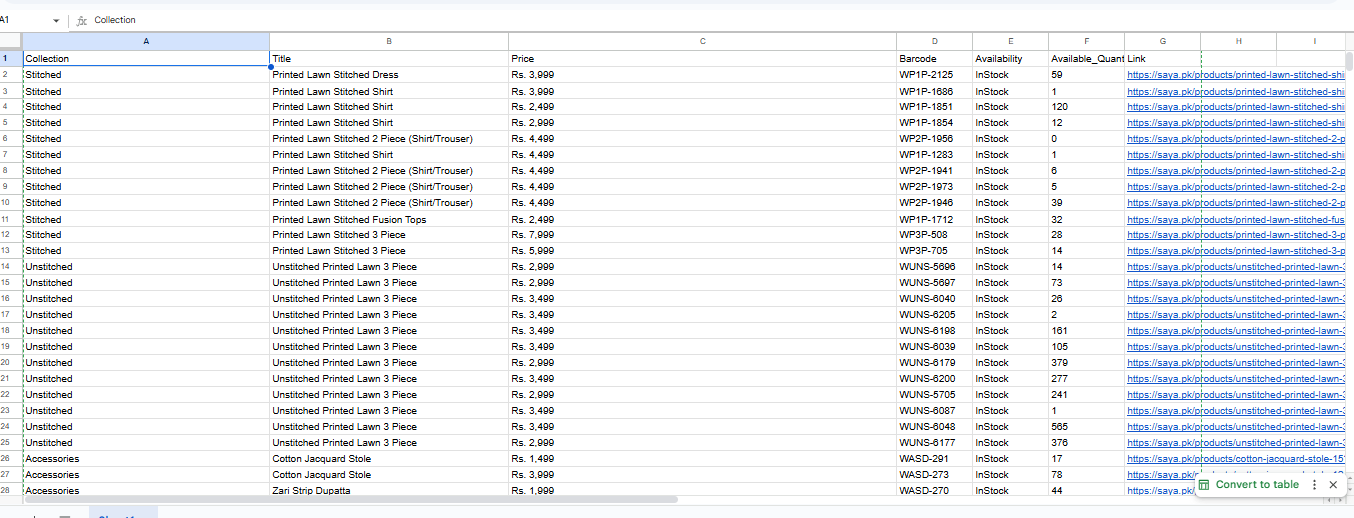 A1 fx Collection
A B C D E F G H I
1 Collection Title Price Barcode Availability Available_Quant Link
2 Stitched Printed Lawn Stitched Dress Rs. 3,999 WP1P-2125 InStock 59 https://saya.pk/products/printed-lawn-stitched-shi
3 Stitched Printed Lawn Stitched Shirt Rs. 3,999 WP1P-1686 InStock 1 https://saya.pk/products/printed-lawn-stitched-shi
4 Stitched Printed Lawn Stitched Shirt Rs. 2,499 WP1P-1851 InStock 120 https://saya.pk/products/printed-lawn-stitched-shi
5 Stitched Printed Lawn Stitched Shirt Rs. 2,999 WP1P-1854 InStock 12 https://saya.pk/products/printed-lawn-stitched-shi
6 Stitched Printed Lawn Stitched 2 Piece (Shirt/Trouser) Rs. 4,499 WP2P-1956 InStock 0 https://saya.pk/products/printed-lawn-stitched-2-p
7 Stitched Printed Lawn Stitched Shirt Rs. 4,499 WP1P-1283 InStock 1 https://saya.pk/products/printed-lawn-stitched-shi
8 Stitched Printed Lawn Stitched 2 Piece (Shirt/Trouser) Rs. 4,499 WP2P-1941 InStock 6 https://saya.pk/products/printed-lawn-stitched-2-p
9 Stitched Printed Lawn Stitched 2 Piece (Shirt/Trouser) Rs. 4,499 WP2P-1973 InStock 5 https://saya.pk/products/printed-lawn-stitched-2-p
10 Stitched Printed Lawn Stitched 2 Piece (Shirt/Trouser) Rs. 4,499 WP2P-1946 InStock 39 https://saya.pk/products/printed-lawn-stitched-2-p
11 Stitched Printed Lawn Stitched Fusion Tops Rs. 2,499 WP1P-1712 InStock 32 https://saya.pk/products/printed-lawn-stitched-fus
12 Stitched Printed Lawn Stitched 3 Piece Rs. 7,999 WP3P-508 InStock 28 https://saya.pk/products/printed-lawn-stitched-3-p
13 Stitched Printed Lawn Stitched 3 Piece Rs. 5,999 WP3P-705 InStock 14 https://saya.pk/products/printed-lawn-stitched-3-p
14 Unstitched Unstitched Printed Lawn 3 Piece Rs. 2,999 WUNS-5696 InStock 14 https://saya.pk/products/unstitched-printed-lawn-3
15 Unstitched Unstitched Printed Lawn 3 Piece Rs. 2,999 WUNS-5697 InStock 73 https://saya.pk/products/unstitched-printed-lawn-3
16 Unstitched Unstitched Printed Lawn 3 Piece Rs. 3,499 WUNS-6040 InStock 26 https://saya.pk/products/unstitched-printed-lawn-3
17 Unstitched Unstitched Printed Lawn 3 Piece Rs. 3,499 WUNS-6205 InStock 2 https://saya.pk/products/unstitched-printed-lawn-3
18 Unstitched Unstitched Printed Lawn 3 Piece Rs. 3,499 WUNS-6198 InStock 161 https://saya.pk/products/unstitched-printed-lawn-3
19 Unstitched Unstitched Printed Lawn 3 Piece Rs. 3,499 WUNS-6039 InStock 105 https://saya.pk/products/unstitched-printed-lawn-3
20 Unstitched Unstitched Printed Lawn 3 Piece Rs. 2,999 WUNS-6179 InStock 379 https://saya.pk/products/unstitched-printed-lawn-3
21 Unstitched Unstitched Printed Lawn 3 Piece Rs. 3,499 WUNS-6200 InStock 277 https://saya.pk/products/unstitched-printed-lawn-3
22 Unstitched Unstitched Printed Lawn 3 Piece Rs. 2,999 WUNS-5705 InStock 241 https://saya.pk/products/unstitched-printed-lawn-3
23 Unstitched Unstitched Printed Lawn 3 Piece Rs. 3,499 WUNS-6087 InStock 1 https://saya.pk/products/unstitched-printed-lawn-3
24 Unstitched Unstitched Printed Lawn 3 Piece Rs. 3,499 WUNS-6048 InStock 565 https://saya.pk/products/unstitched-printed-lawn-3
25 Unstitched Unstitched Printed Lawn 3 Piece Rs. 2,999 WUNS-6177 InStock 376 https://saya.pk/products/unstitched-printed-lawn-3
26 Accessories Cotton Jacquard Stole Rs. 1,499 WASD-291 InStock 17 https://saya.pk/products/cotton-jacquard-stole-15
27 Accessories Cotton Jacquard Stole Rs. 3,999 WASD-273 InStock 78 https://saya.pk/
28 Accessories Zari Strip Dupatta Rs. 1,999 WASD-270 InStock 44 https://saya.pk/
Convert to table